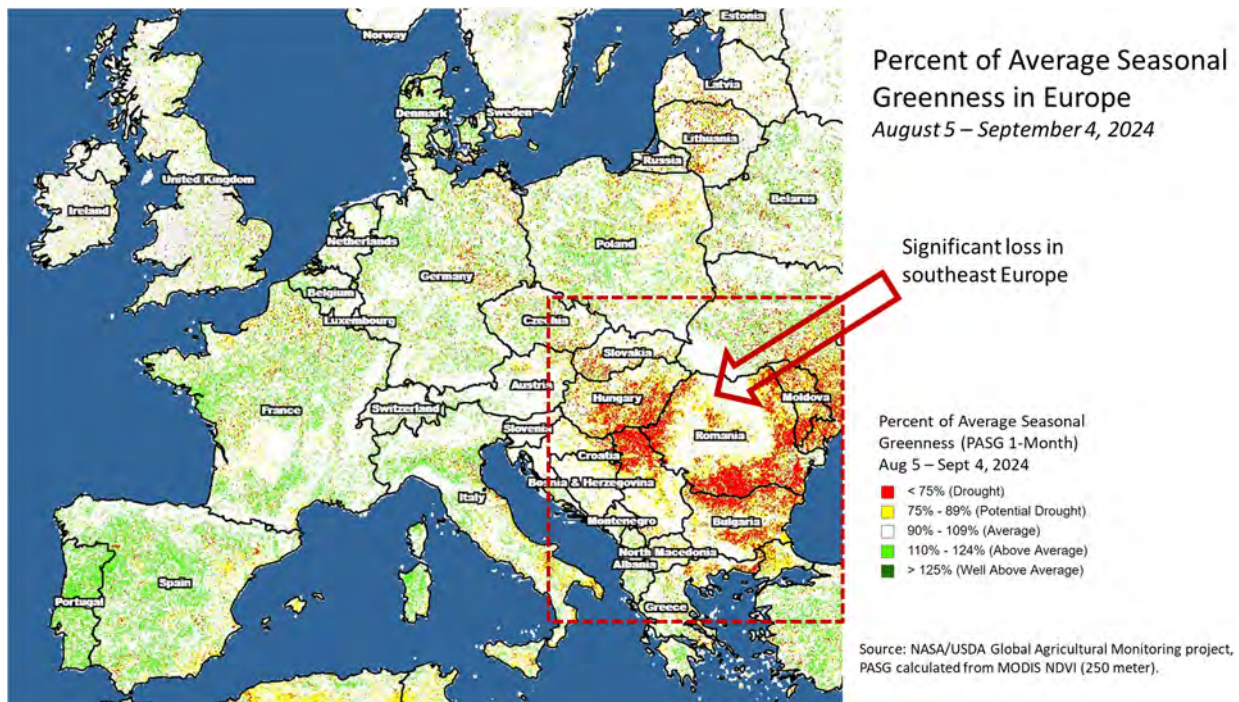 Percent of Average Seasonal
Greenness in Europe
August 5 – September 4, 2024
Significant loss in
southeast Europe
Percent of Average Seasonal
Greenness (PASG 1-Month)
Aug 5 – Sept 4, 2024
< 75% (Drought)
75% - 89% (Potential Drought)
90% - 109% (Average)
110% - 124% (Above Average)
> 125% (Well Above Average)
Source: NASA/USDA Global Agricultural Monitoring project,
PASG calculated from MODIS NDVI (250 meter).
Norway
Estonia
Latvia
Denmark
Sweden
Lithuania
Russia
United Kingdom
Ireland
Belarus
Netherlands
Poland
Germany
Belgium
Luxembourg
Czechia
Slovakia
Austria
Hungary
Moldova
France
Switzerland
Slovenia
Romania
Croatia
Bosnia & Herzegovina
Italy
Montenegro
Bulgaria
North Macedonia
Albania
Spain
Portugal
Greece